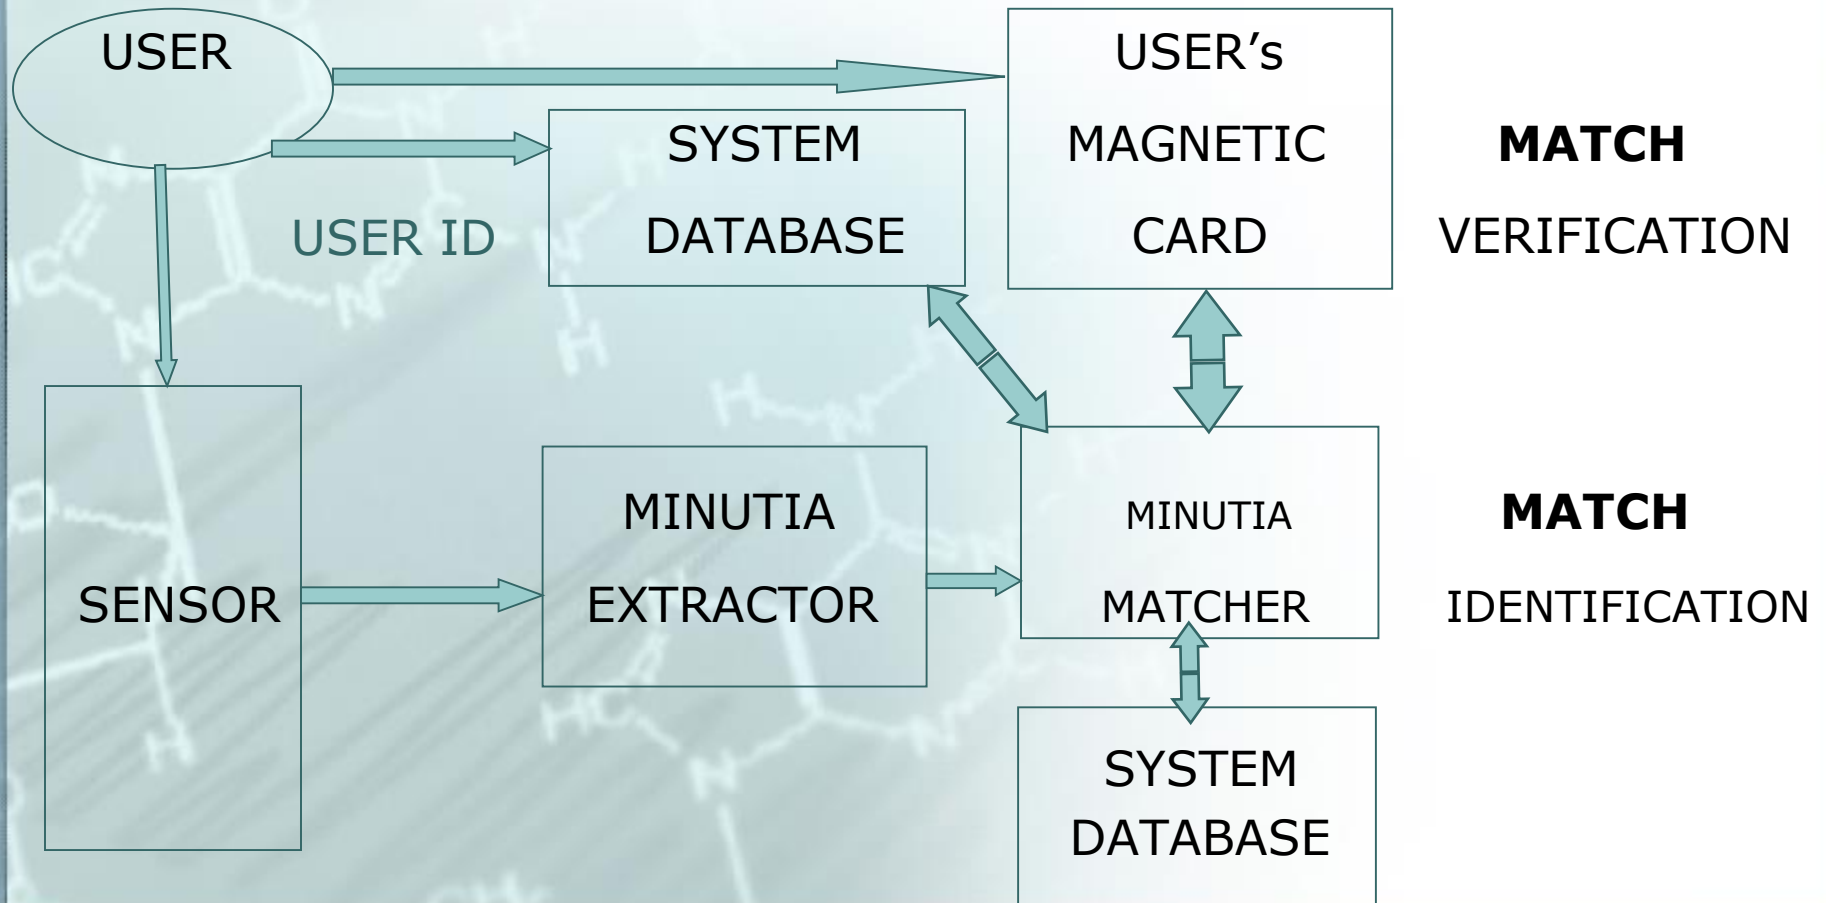 USER
USER ID
SYSTEM
DATABASE
USER’s
MAGNETIC
CARD
MATCH
VERIFICATION
SENSOR
MINUTIA
EXTRACTOR
MINUTIA
MATCHER
MATCH
IDENTIFICATION
SYSTEM
DATABASE